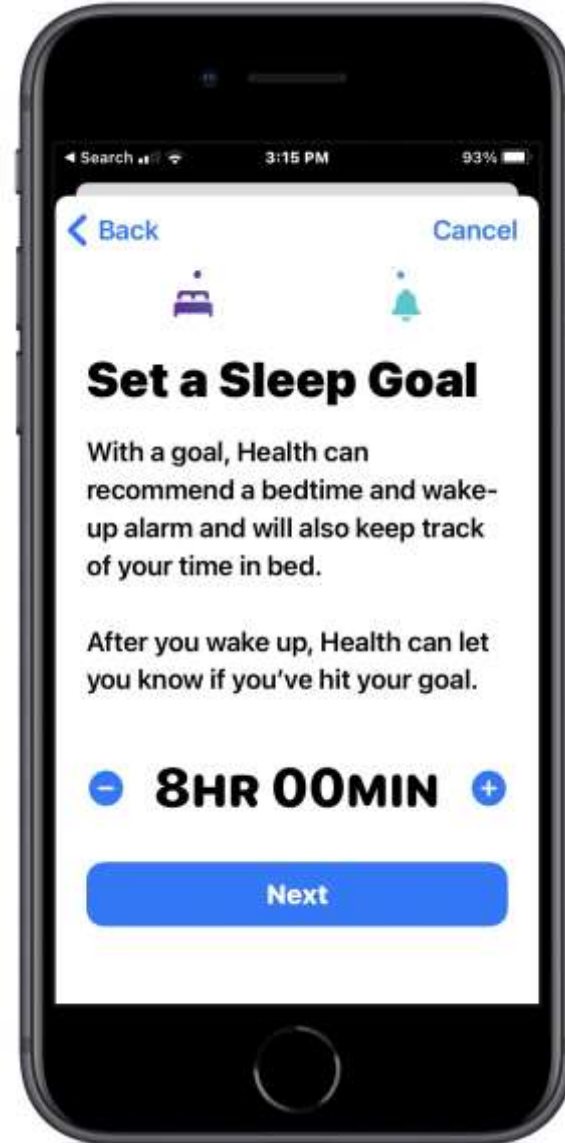 Search 3:15 PM 93%
Back Cancel
Set a Sleep Goal
With a goal, Health can
recommend a bedtime and wake-
up alarm and will also keep track
of your time in bed.
After you wake up, Health can let
you know if you’ve hit your goal.
8HR 00MIN
Next